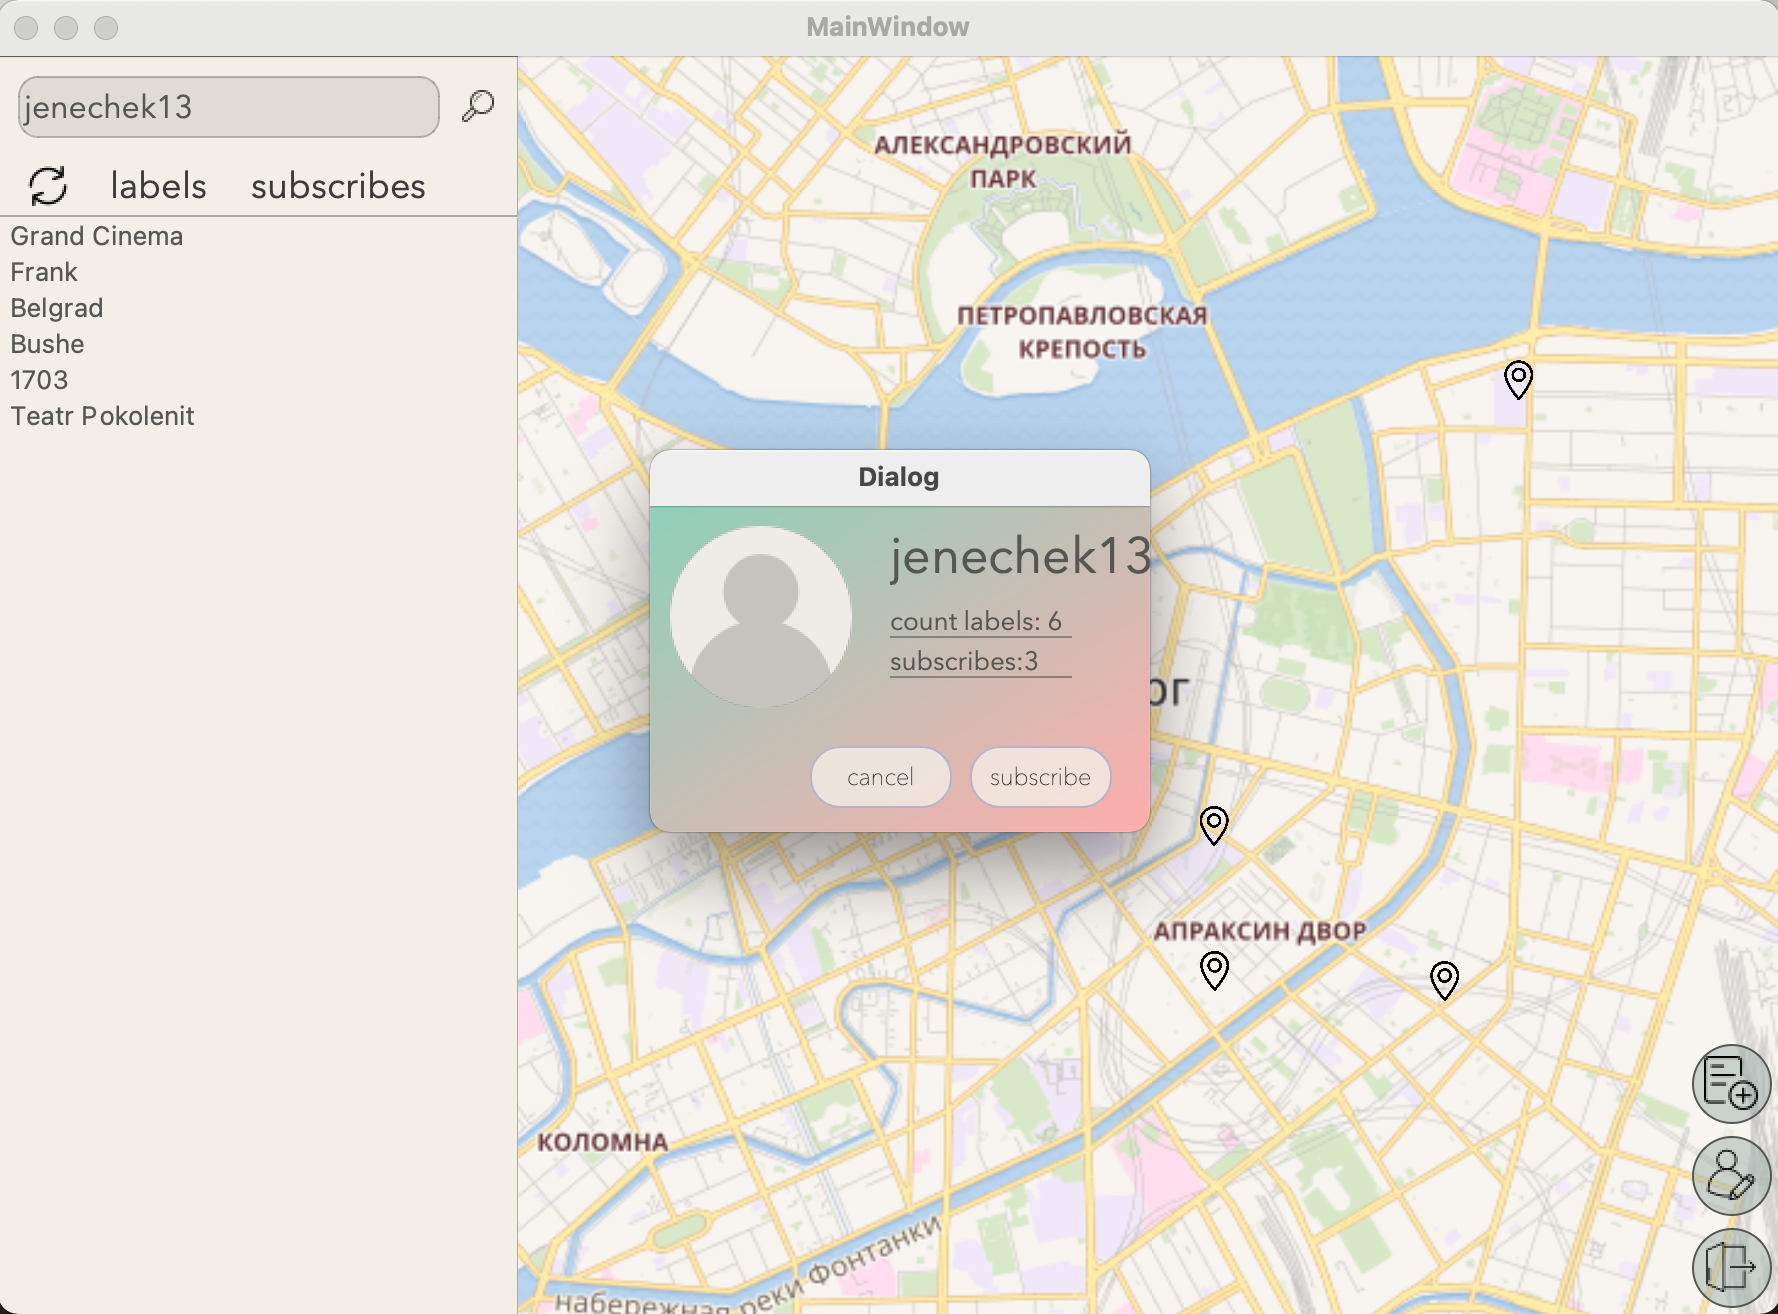 MainWindow
jenechek13
labels subscribes
Grand Cinema
Frank
Belgrad
Bushe
1703
Teatr Pokolenit
АЛЕКСАНДРОВСКИЙ
ПАРК
ПЕТРОПАВЛОВСКАЯ
КРЕПОСТЬ
Dialog
jenechek13
count labels: 6
subscribes:3
cancel subscribe
рг
АПРАКСИН ДВОР
КОЛОМНА
набережная реки Фонтанки